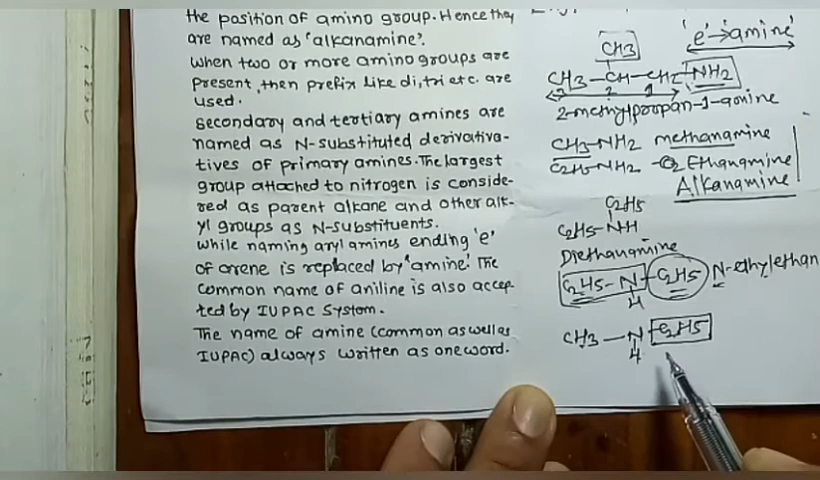 the position of amino group. Hence they
are named as 'alkanamine'.
when two or more amino groups are
present, then prefix like di, tri etc. are
used.
secondary and tertiary amines are
named as N-substituted deriviativa-
tives of primary amines. The largest
group attached to nitrogen is conside-
red as parent alkane and other alk-
yl groups as N-substituents.
while naming aryl amines ending 'e'
of arene is replaced by 'amine'. The
common name of aniline is also accep-
ted by IUPAC System.
The name of amine (common as well as
IUPAC) always written as one word.
'e'→amine'
CH3
CH3-CH-CH2-NH2
3 2 1
2-methylpropan-1-amine
CH3-NH2 methanamine
C2H5-NH2 Ethanamine
Alkanamine
C2H5
C2H5-NH
Diethanamine
C2H5-N-C2H5 N-ethylethan
H
CH3-N-C2H5
H